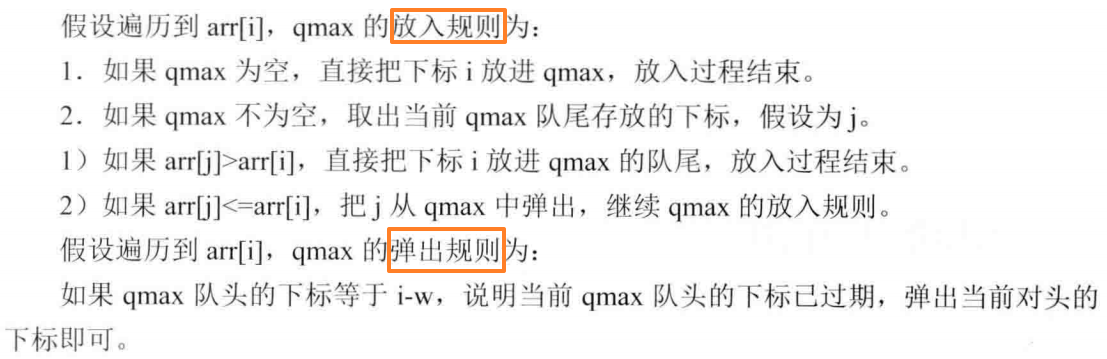 假设遍历到 arr[i]，qmax 的放入规则为：
1．如果 qmax 为空，直接把下标 i 放进 qmax，放入过程结束。
2．如果 qmax 不为空，取出当前 qmax 队尾存放的下标，假设为 j。
1）如果 arr[j]>arr[i]，直接把下标 i 放进 qmax 的队尾，放入过程结束。
2）如果 arr[j]<=arr[i]，把 j 从 qmax 中弹出，继续 qmax 的放入规则。
假设遍历到 arr[i]，qmax 的弹出规则为：
如果 qmax 队头的下标等于 i-w，说明当前 qmax 队头的下标已过期，弹出当前对头的
下标即可。